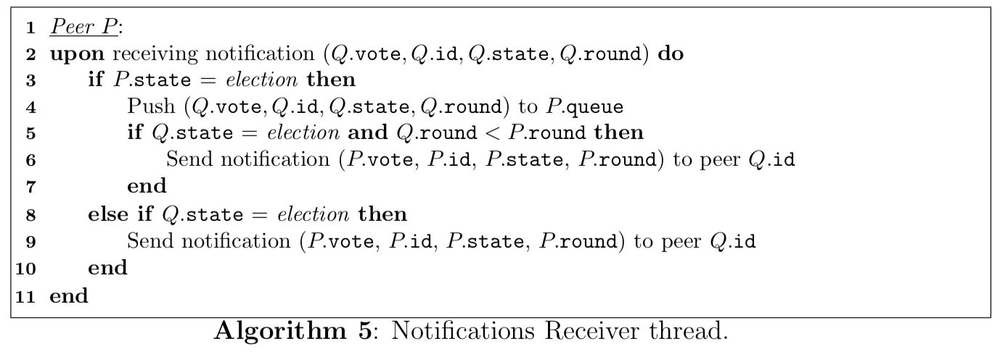 1 Peer P:
2 upon receiving notification (Q.vote, Q.id, Q.state, Q.round) do
3 if P.state = election then
4 Push (Q.vote, Q.id, Q.state, Q.round) to P.queue
5 if Q.state = election and Q.round < P.round then
6 Send notification (P.vote, P.id, P.state, P.round) to peer Q.id
7 end
8 else if Q.state = election then
9 Send notification (P.vote, P.id, P.state, P.round) to peer Q.id
10 end
11 end
Algorithm 5: Notifications Receiver thread.